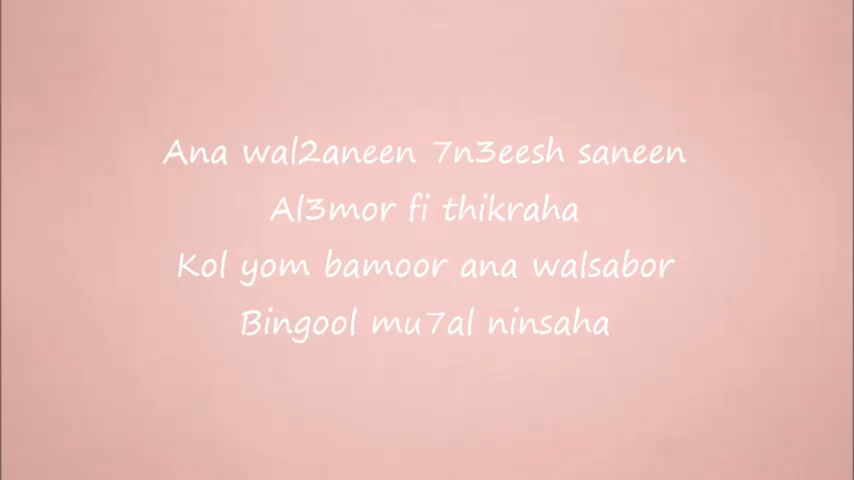 Ana wal2aneen 7n3eesh saneen
Al3mor fi thikraha
Kol yom bamoor ana walsabor
Bingool mu7al ninsaha